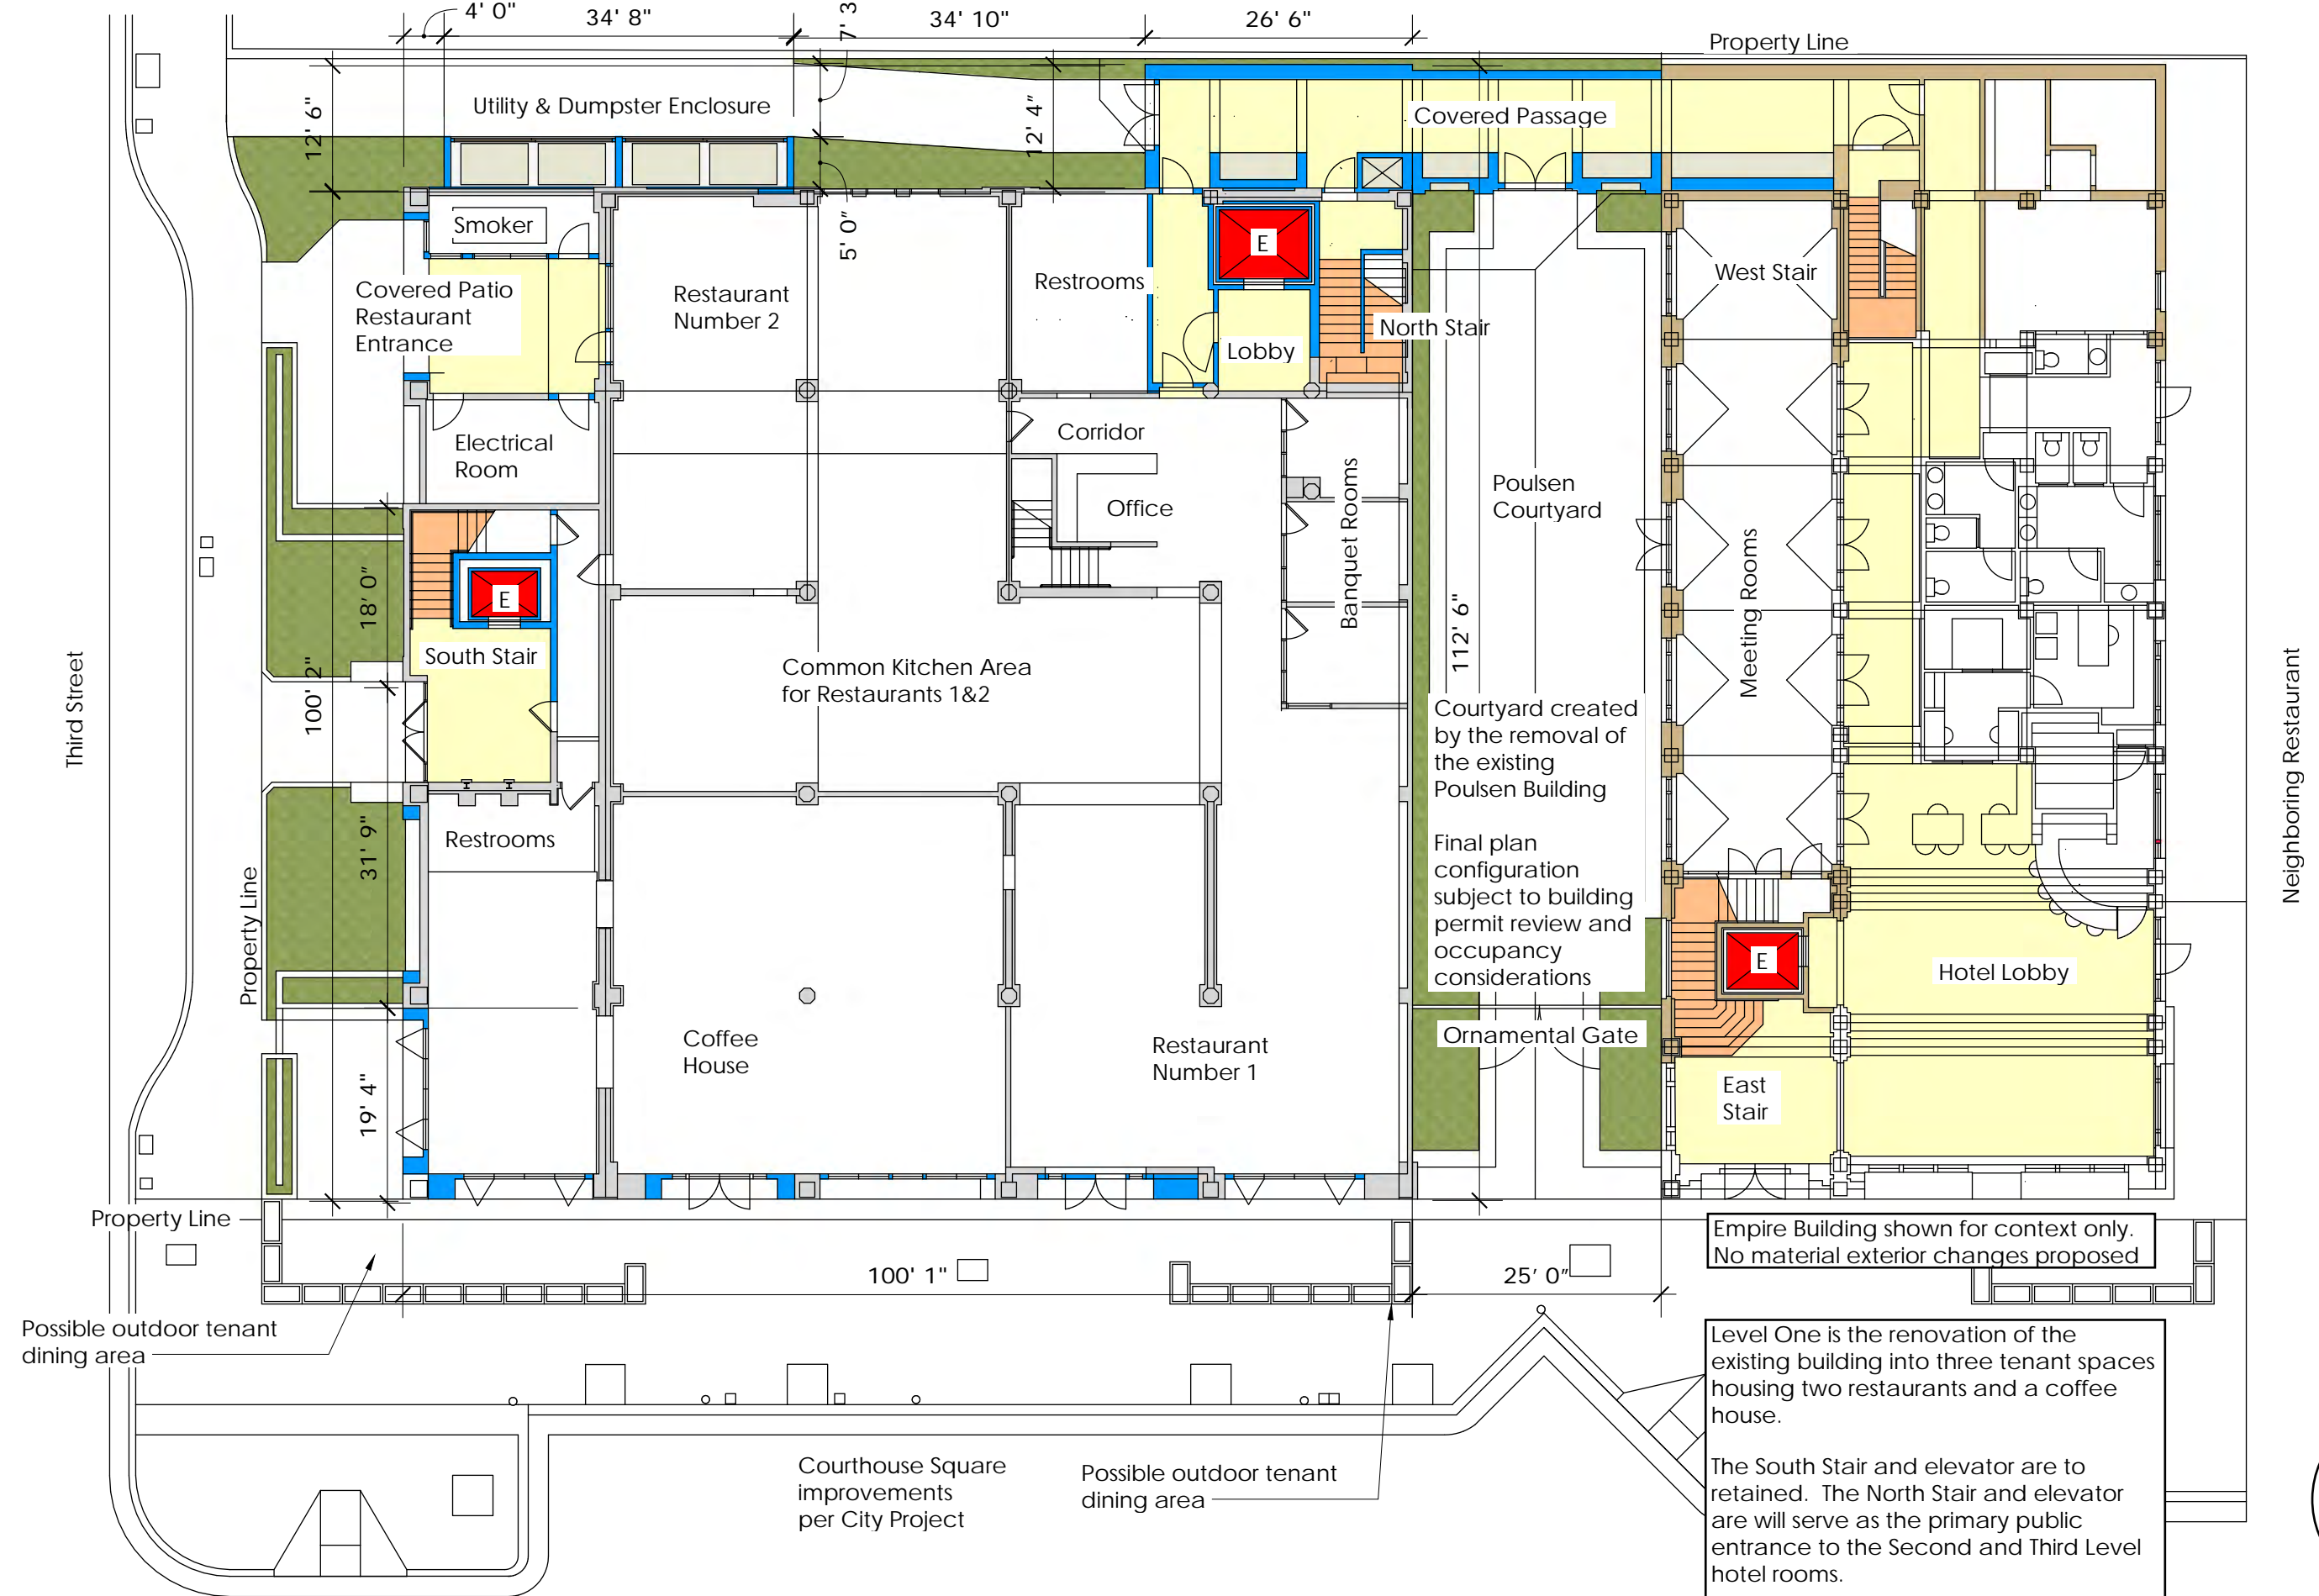 4' 0"
34' 8"
7' 3
34' 10"
26' 6"
Property Line
12' 6"
Utility & Dumpster Enclosure
12' 4"
Covered Passage
5' 0"
Smoker
E
Covered Patio
Restaurant
Entrance
Restaurant
Number 2
Restrooms
Lobby
North Stair
West Stair
Electrical
Room
Corridor
Office
Banquet Rooms
Poulsen
Courtyard
Meeting Rooms
18' 0"
E
South Stair
100' 2"
Common Kitchen Area
for Restaurants 1&2
112' 6"
Third Street
Neighboring Restaurant
Courtyard created
by the removal of
the existing
Poulsen Building
Final plan
configuration
subject to building
permit review and
occupancy
considerations
31' 9"
Restrooms
Property Line
E
Hotel Lobby
Coffee
House
Restaurant
Number 1
Ornamental Gate
East
Stair
19' 4"
Property Line
Empire Building shown for context only.
No material exterior changes proposed
100' 1"
25' 0"
Possible outdoor tenant
dining area
Courthouse Square
improvements
per City Project
Possible outdoor tenant
dining area
Level One is the renovation of the
existing building into three tenant spaces
housing two restaurants and a coffee
house.
The South Stair and elevator are to
retained. The North Stair and elevator
are will serve as the primary public
entrance to the Second and Third Level
hotel rooms.